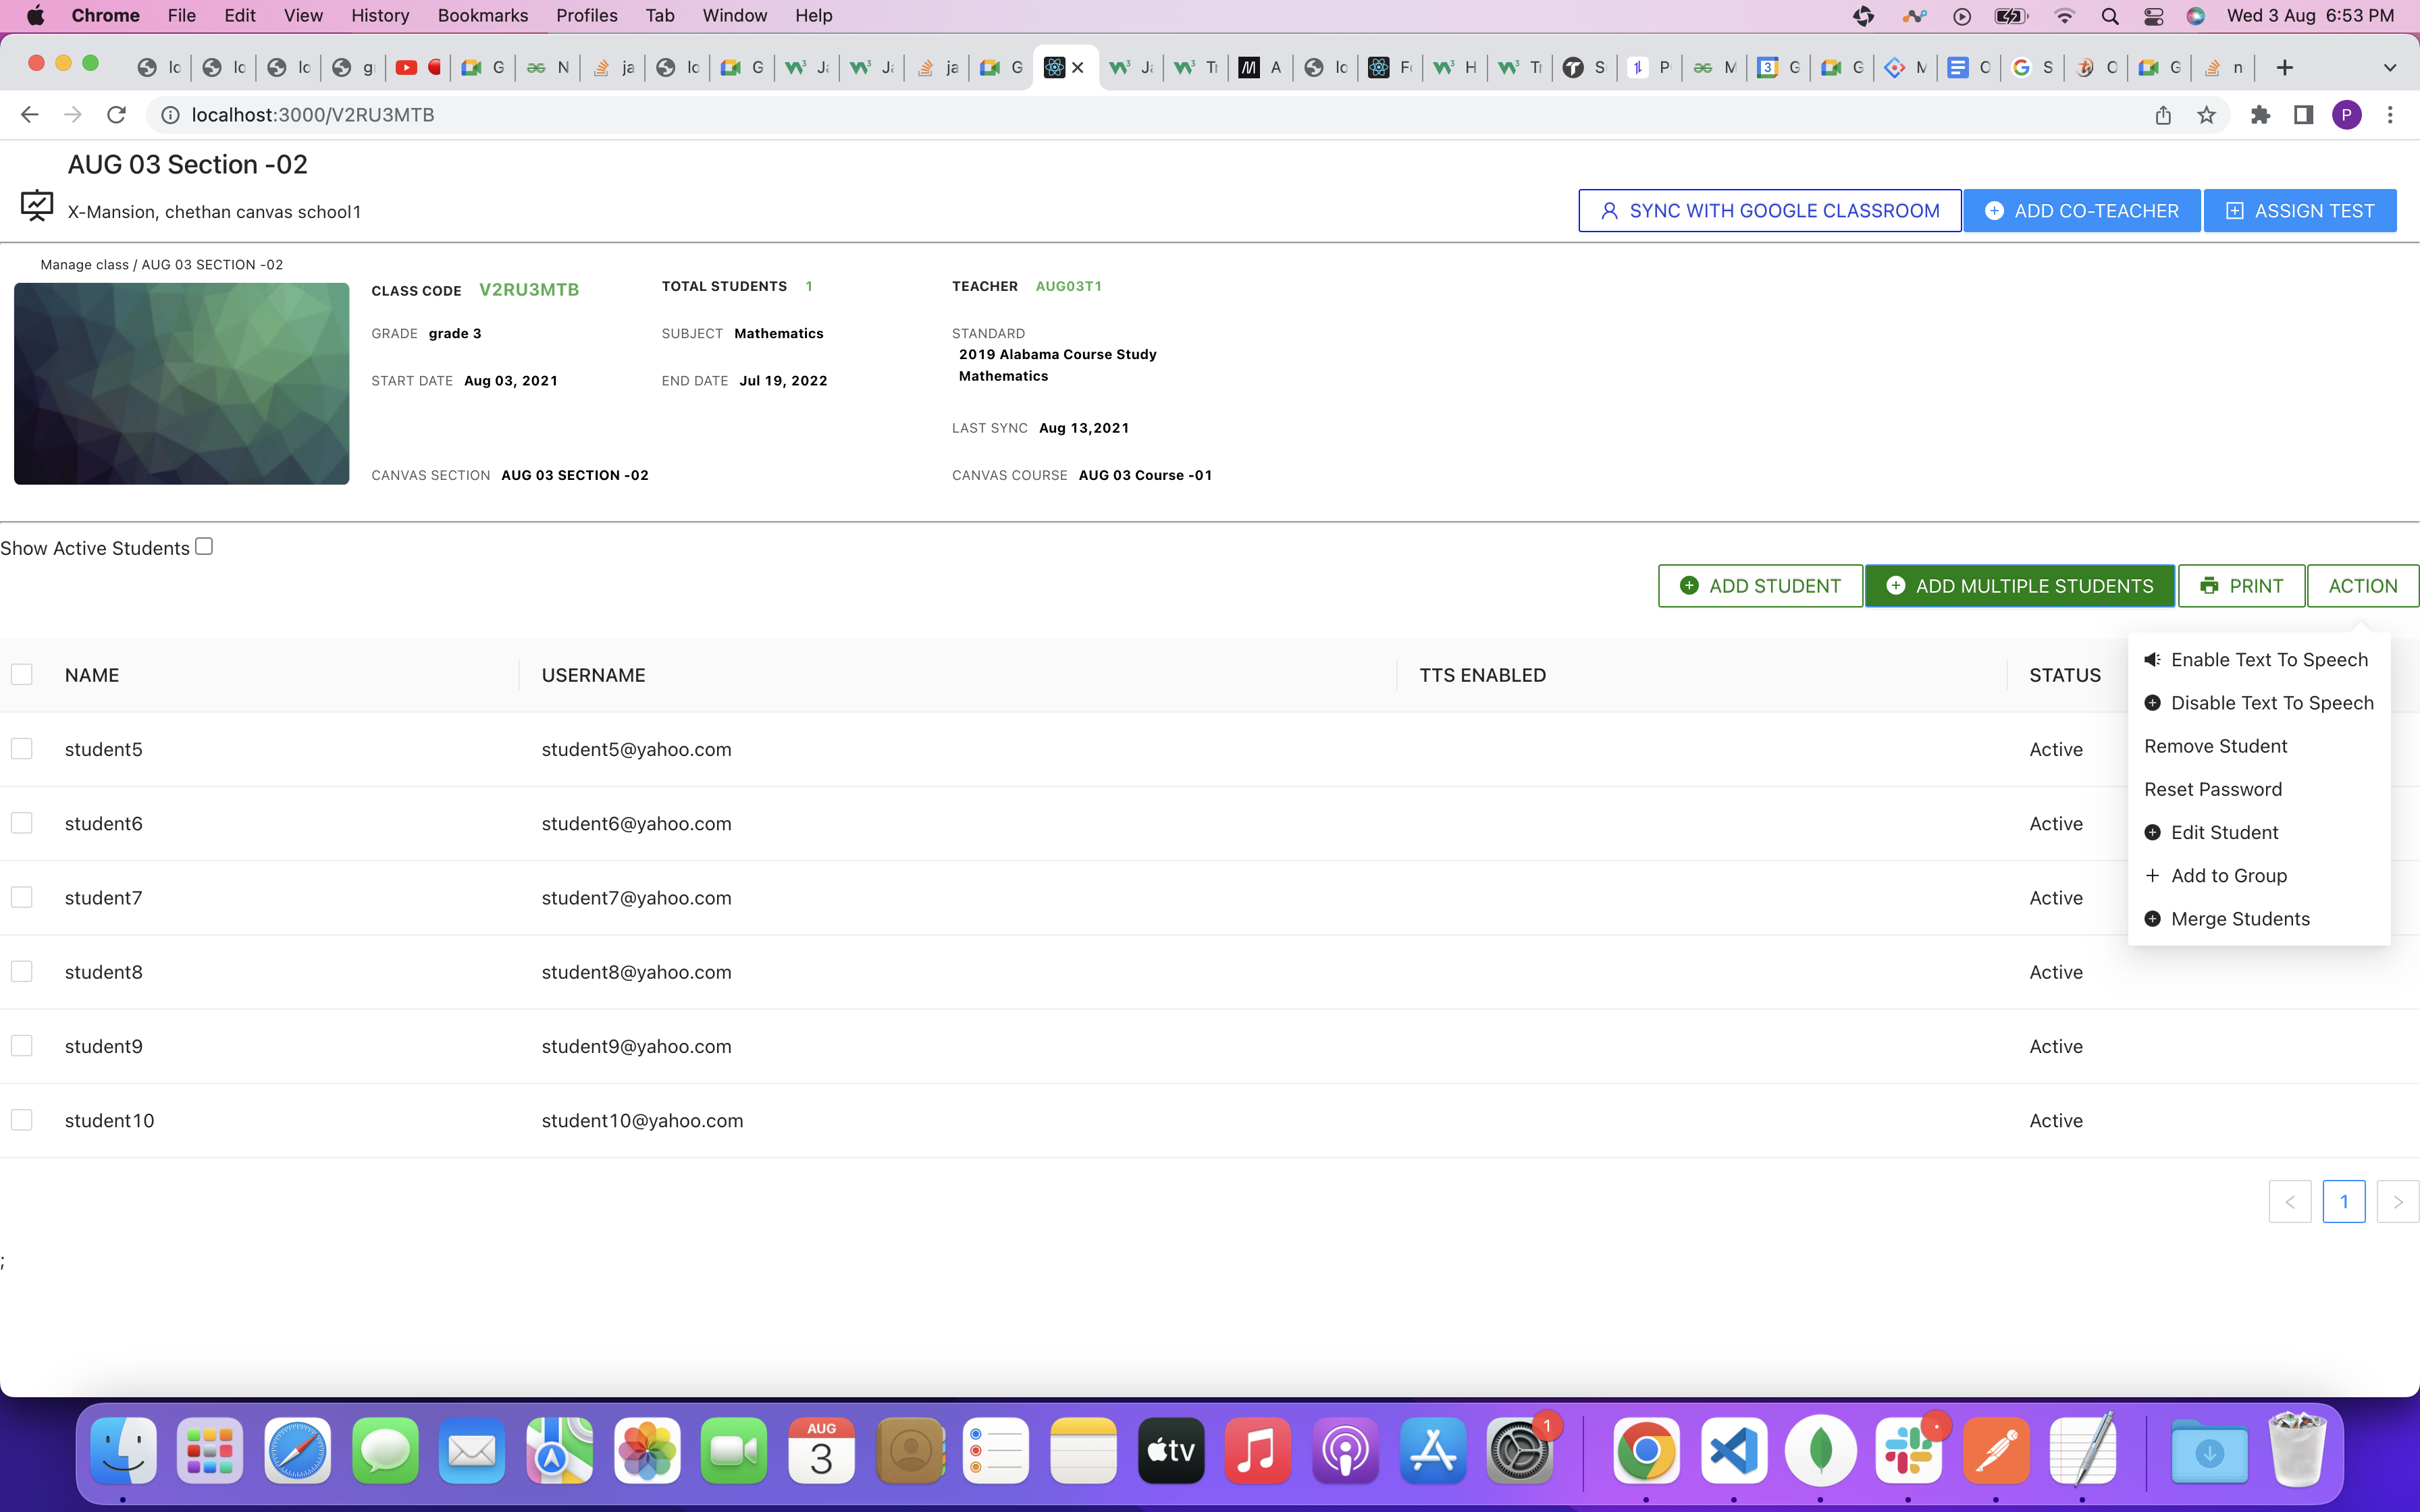 Chrome File Edit View History Bookmarks Profiles Tab Window Help Wed 3 Aug 6:53 PM
lo lo lo g G N ja lo G Ja Ja ja G Ja Tr A lo Fo H Tr S P M 3 G G M O S O G n
localhost:3000/V2RU3MTB P
AUG 03 Section -02
X-Mansion, chethan canvas school1
SYNC WITH GOOGLE CLASSROOM ADD CO-TEACHER ASSIGN TEST
Manage class / AUG 03 SECTION -02
CLASS CODE V2RU3MTB TOTAL STUDENTS 1 TEACHER AUG03T1
GRADE grade 3 SUBJECT Mathematics STANDARD
2019 Alabama Course Study
Mathematics
START DATE Aug 03, 2021 END DATE Jul 19, 2022
LAST SYNC Aug 13,2021
CANVAS SECTION AUG 03 SECTION -02 CANVAS COURSE AUG 03 Course -01
Show Active Students
ADD STUDENT ADD MULTIPLE STUDENTS PRINT ACTION
NAME USERNAME TTS ENABLED STATUS
Enable Text To Speech
Disable Text To Speech
Remove Student
Reset Password
Edit Student
Add to Group
Merge Students
student5 student5@yahoo.com Active
student6 student6@yahoo.com Active
student7 student7@yahoo.com Active
student8 student8@yahoo.com Active
student9 student9@yahoo.com Active
student10 student10@yahoo.com Active
< 1 >
;
AUG
3
tv
1